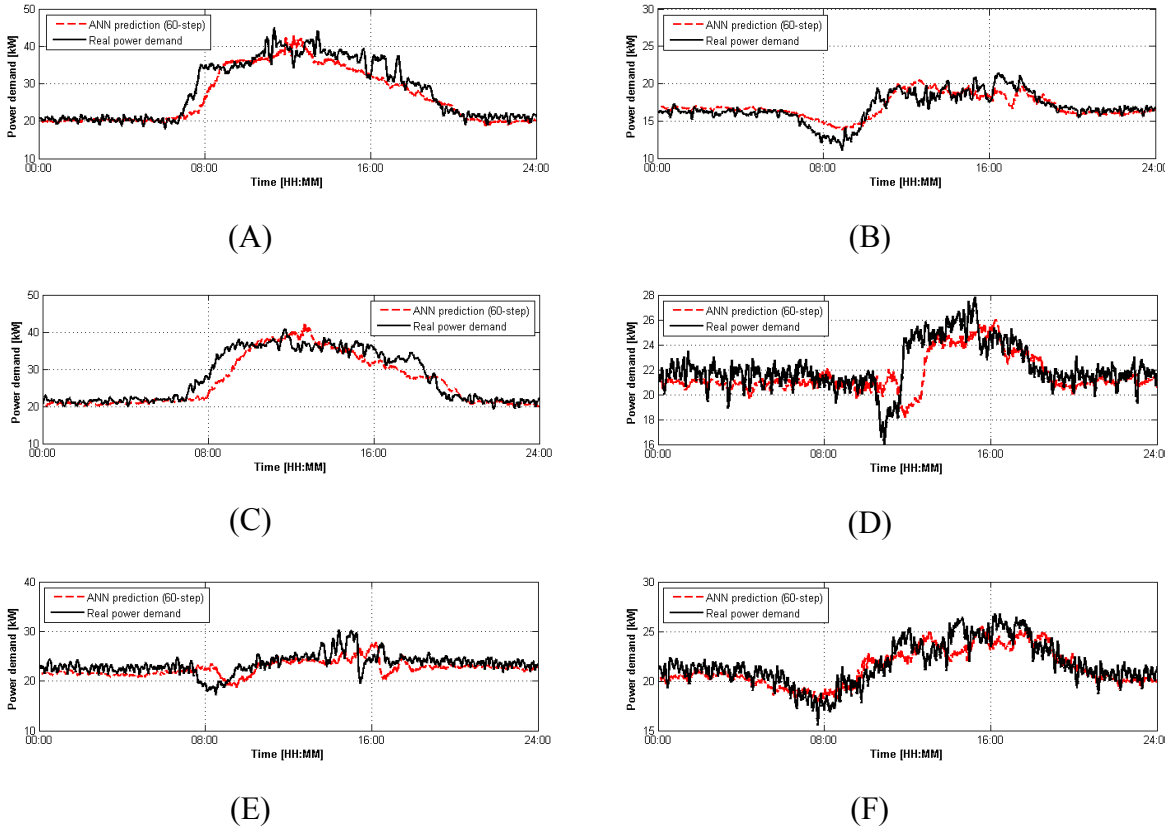 50
40
30
20
10
Power demand [kW]
ANN prediction (60-step)
Real power demand
00:00
08:00
16:00
24:00
Time [HH:MM]
(A)
30
25
20
15
10
Power demand [kW]
ANN prediction (60-step)
Real power demand
00:00
08:00
16:00
24:00
Time [HH:MM]
(B)
50
40
30
20
10
Power demand [kW]
ANN prediction (60-step)
Real power demand
00:00
08:00
16:00
24:00
Time [HH:MM]
(C)
28
26
24
22
20
18
16
Power demand [kW]
ANN prediction (60-step)
Real power demand
00:00
08:00
16:00
24:00
Time [HH:MM]
(D)
40
30
20
10
Power demand [kW]
ANN prediction (60-step)
Real power demand
00:00
08:00
16:00
24:00
Time [HH:MM]
(E)
30
25
20
15
Power demand [kW]
ANN prediction (60-step)
Real power demand
00:00
08:00
16:00
24:00
Time [HH:MM]
(F)